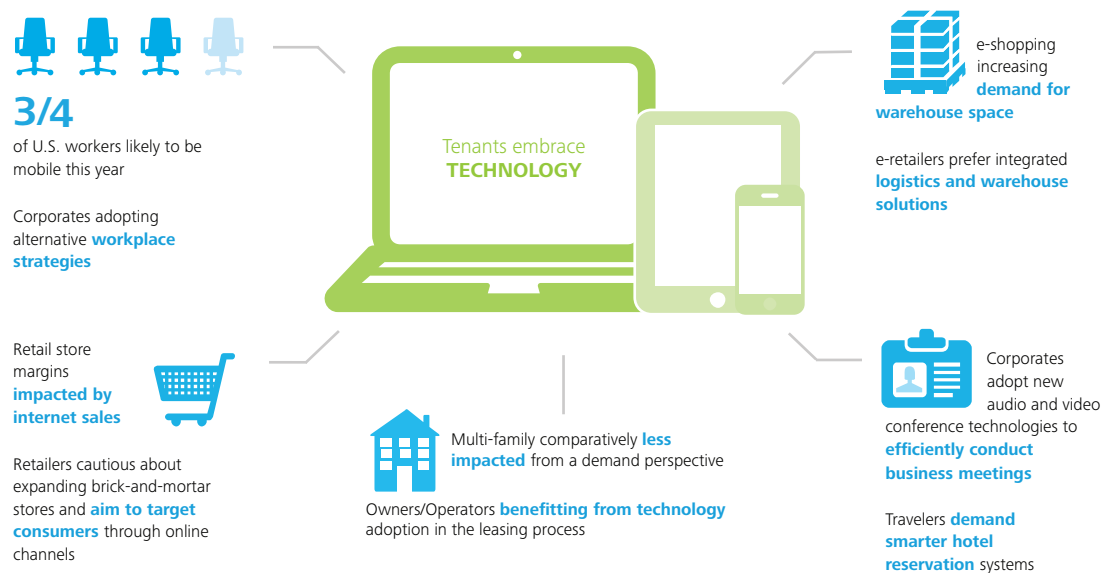 3/4
of U.S. workers likely to be
mobile this year
Corporates adopting
alternative workplace
strategies
Tenants embrace
TECHNOLOGY
e-shopping
increasing
demand for
warehouse space
e-retailers prefer integrated
logistics and warehouse
solutions
Retail store
margins
impacted by
internet sales
Retailers cautious about
expanding brick-and-mortar
stores and aim to target
consumers through online
channels
Multi-family comparatively less
impacted from a demand perspective
Owners/Operators benefitting from technology
adoption in the leasing process
Corporates
adopt new
audio and video
conference technologies to
efficiently conduct
business meetings
Travelers demand
smarter hotel
reservation systems